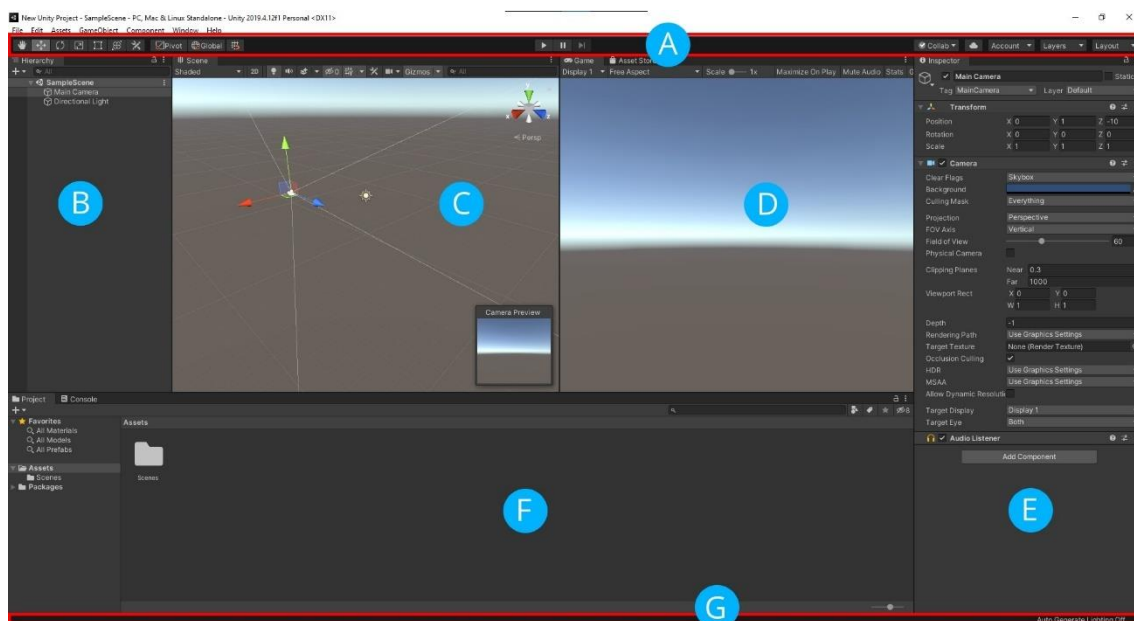 New Unity Project - SampleScene - PC, Mac & Linux Standalone - Unity 2019.4.12f1 Personal <DX11>
File Edit Assets GameObject Component Window Help
Pivot Global Collab Account Layers Layout
A
Hierarchy
All
SampleScene
Main Camera
Directional Light
B
Scene
Shaded 2D 0 Gizmos All
y
x z
Persp
C
Camera Preview
Game Asset Store
Display 1 Free Aspect Scale 1x Maximize On Play Mute Audio Stats
D
Inspector
Main Camera Static
Tag MainCamera Layer Default
Transform
Position X 0 Y 1 Z -10
Rotation X 0 Y 0 Z 0
Scale X 1 Y 1 Z 1
Camera
Clear Flags Skybox
Background
Culling Mask Everything
Projection Perspective
FOV Axis Vertical
Field of View 60
Physical Camera
Clipping Planes Near 0.3
Far 1000
Viewport Rect X 0 Y 0
W 1 H 1
Depth -1
Rendering Path Use Graphics Settings
Target Texture None (Render Texture)
Occlusion Culling
HDR Use Graphics Settings
MSAA Use Graphics Settings
Allow Dynamic Resoluti
Target Display Display 1
Target Eye Both
Audio Listener
Add Component
E
Project Console
8
Favorites
All Materials
All Models
All Prefabs
Assets
Scenes
Packages
Assets
Scenes
F
G
Auto Generate Lighting Off